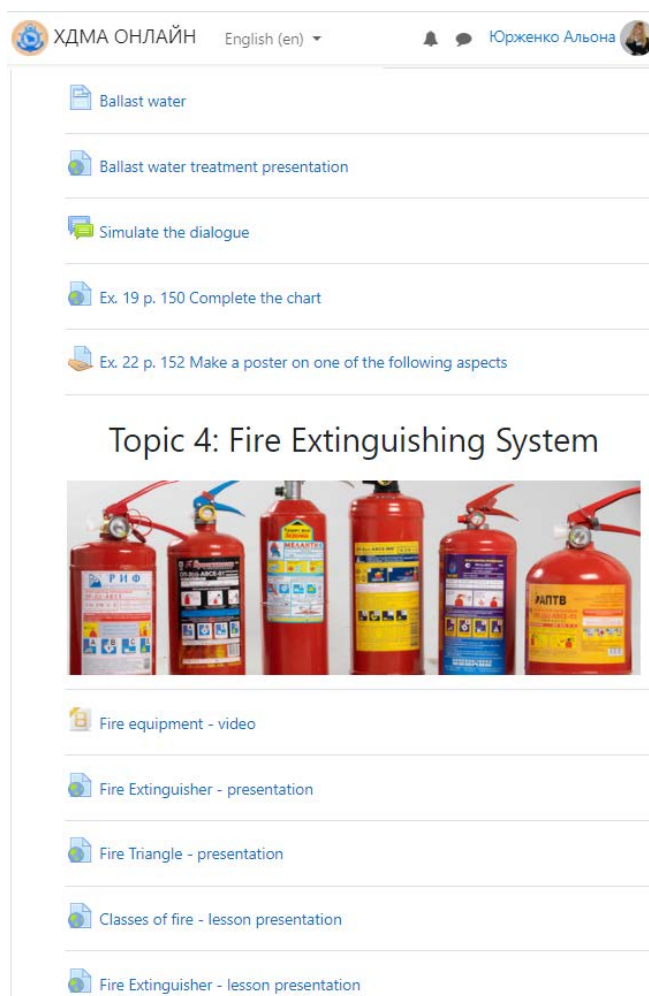 ХДМА ОНЛАЙН English (en) Юрженко Альона
Ballast water
Ballast water treatment presentation
Simulate the dialogue
Ex. 19 p. 150 Complete the chart
Ex. 22 p. 152 Make a poster on one of the following aspects
Topic 4: Fire Extinguishing System
РИФ
МЕЛАНТИ
A B C
Fire equipment - video
Fire Extinguisher - presentation
Fire Triangle - presentation
Classes of fire - lesson presentation
Fire Extinguisher - lesson presentation